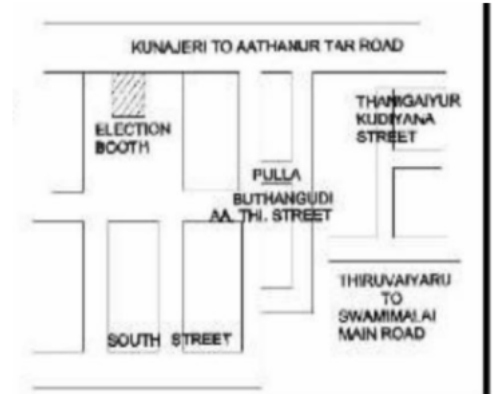 KUNAJERI TO AATHANUR TAR ROAD
ELECTION
BOOTH
THANIGAIYUR
KUDIYANA
STREET
PULLA
BUTHANGUDI
AA. THI. STREET
THIRUVAIYARU
TO
SWAMIMALAI
MAIN ROAD
SOUTH STREET